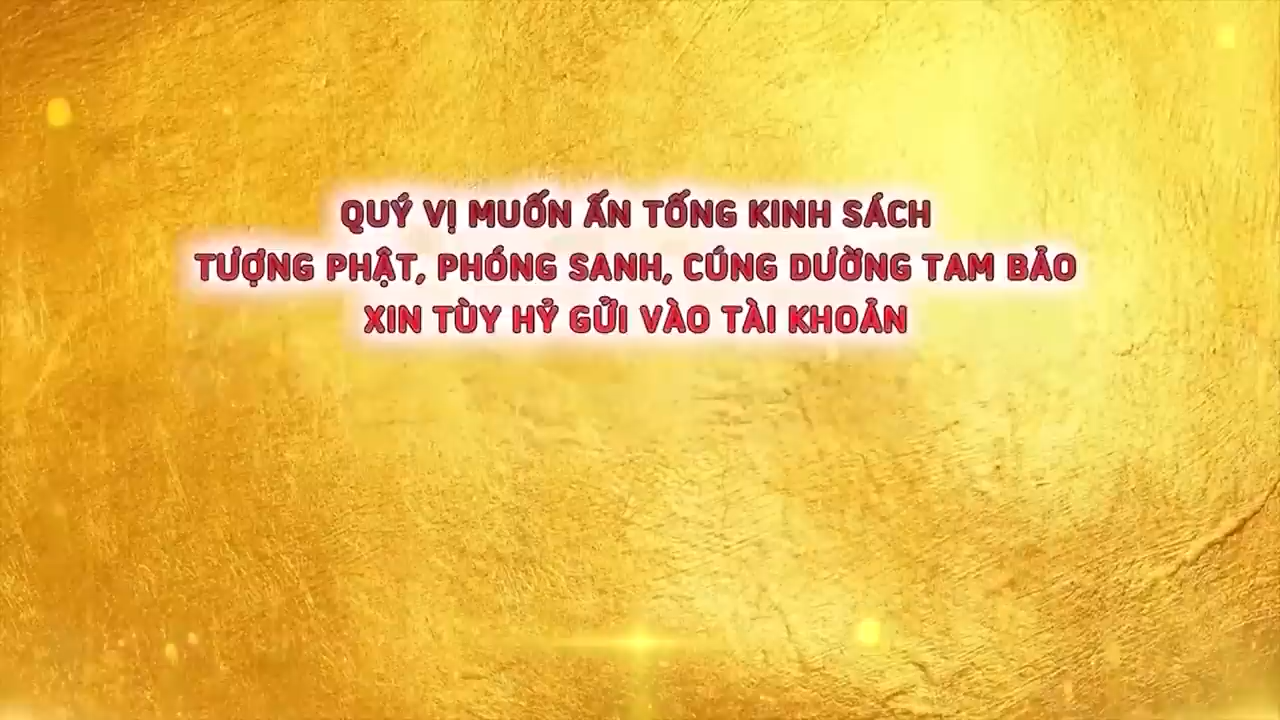 QUÝ VỊ MUỐN ẤN TỐNG KINH SÁCH
TƯỢNG PHẬT, PHÓNG SANH, CÚNG DƯỜNG TAM BẢO
XIN TÙY HỶ GỬI VÀO TÀI KHOẢN